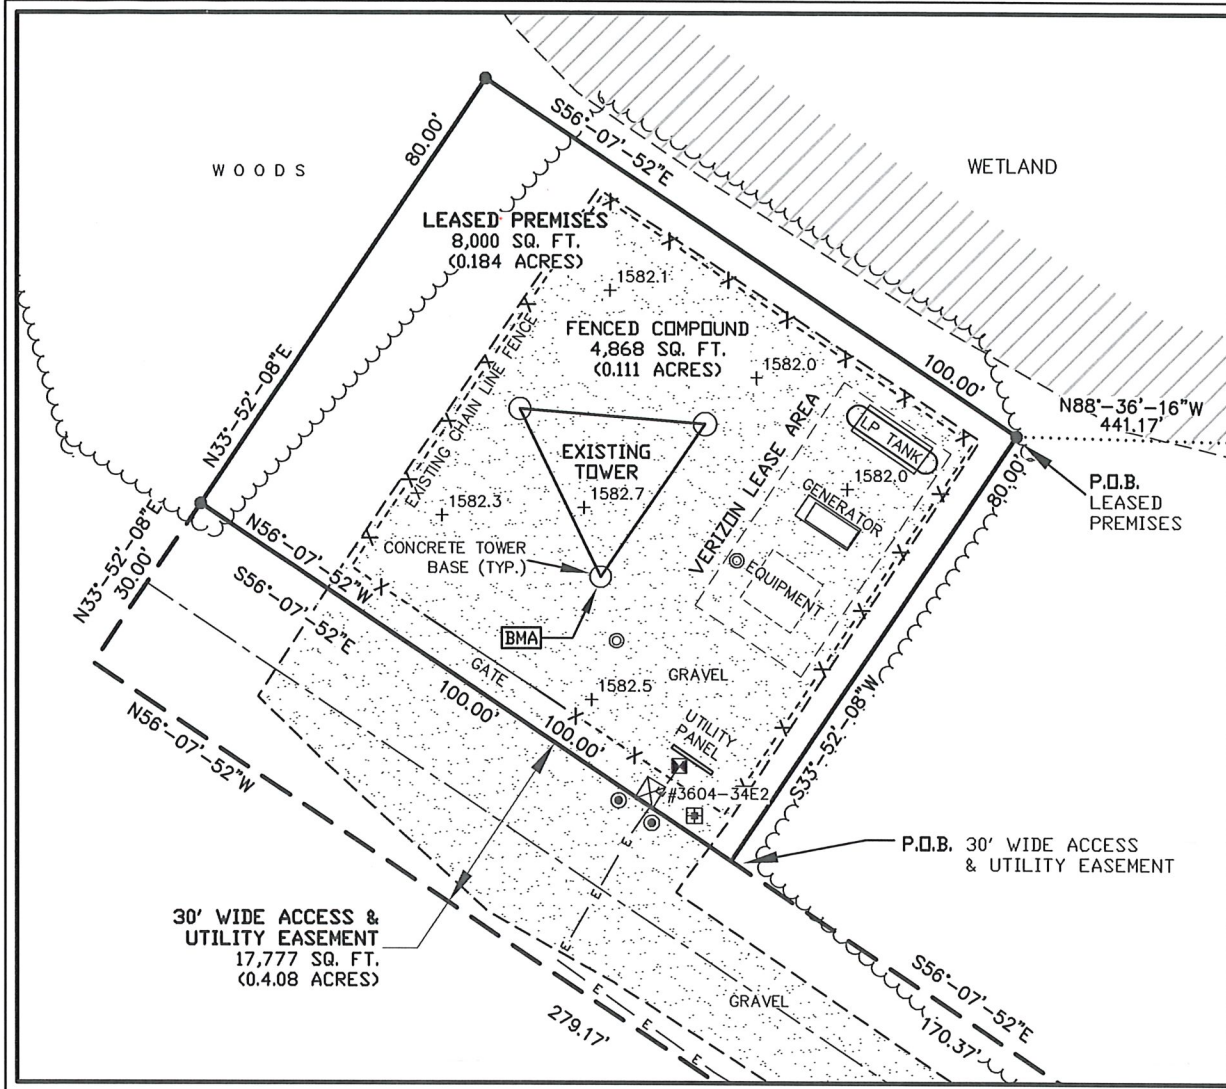 S56°-07'-52"E
80.00'
WOODS
WETLAND
LEASED PREMISES
8,000 SQ. FT.
(0.184 ACRES)
1582.1
FENCED COMPOUND
4,868 SQ. FT.
(0.111 ACRES)
1582.0
100.00'
N88°-36'-16"W
441.17'
N33°-52'-08"E
EXISTING CHAIN LINE FENCE
LP TANK
VERIZON LEASE AREA
EXISTING
TOWER
1582.0
80.00'
P.O.B.
LEASED
PREMISES
1582.3
1582.7
GENERATOR
N33°-52'-08"E
30.00'
N56°-07'-52"W
CONCRETE TOWER
BASE (TYP.)
EQUIPMENT
S56°-07'-52"E
BMA
GATE
GRAVEL
1582.5
S33°-52'-08"W
100.00'
100.00'
UTILITY
PANEL
N56°-07'-52"W
#3604-34E2
P.O.B. 30' WIDE ACCESS
& UTILITY EASEMENT
E
E
E
30' WIDE ACCESS &
UTILITY EASEMENT
17,777 SQ. FT.
(0.4.08 ACRES)
S56°-07'-52"E
170.37'
GRAVEL
E
E
E
E
279.17'